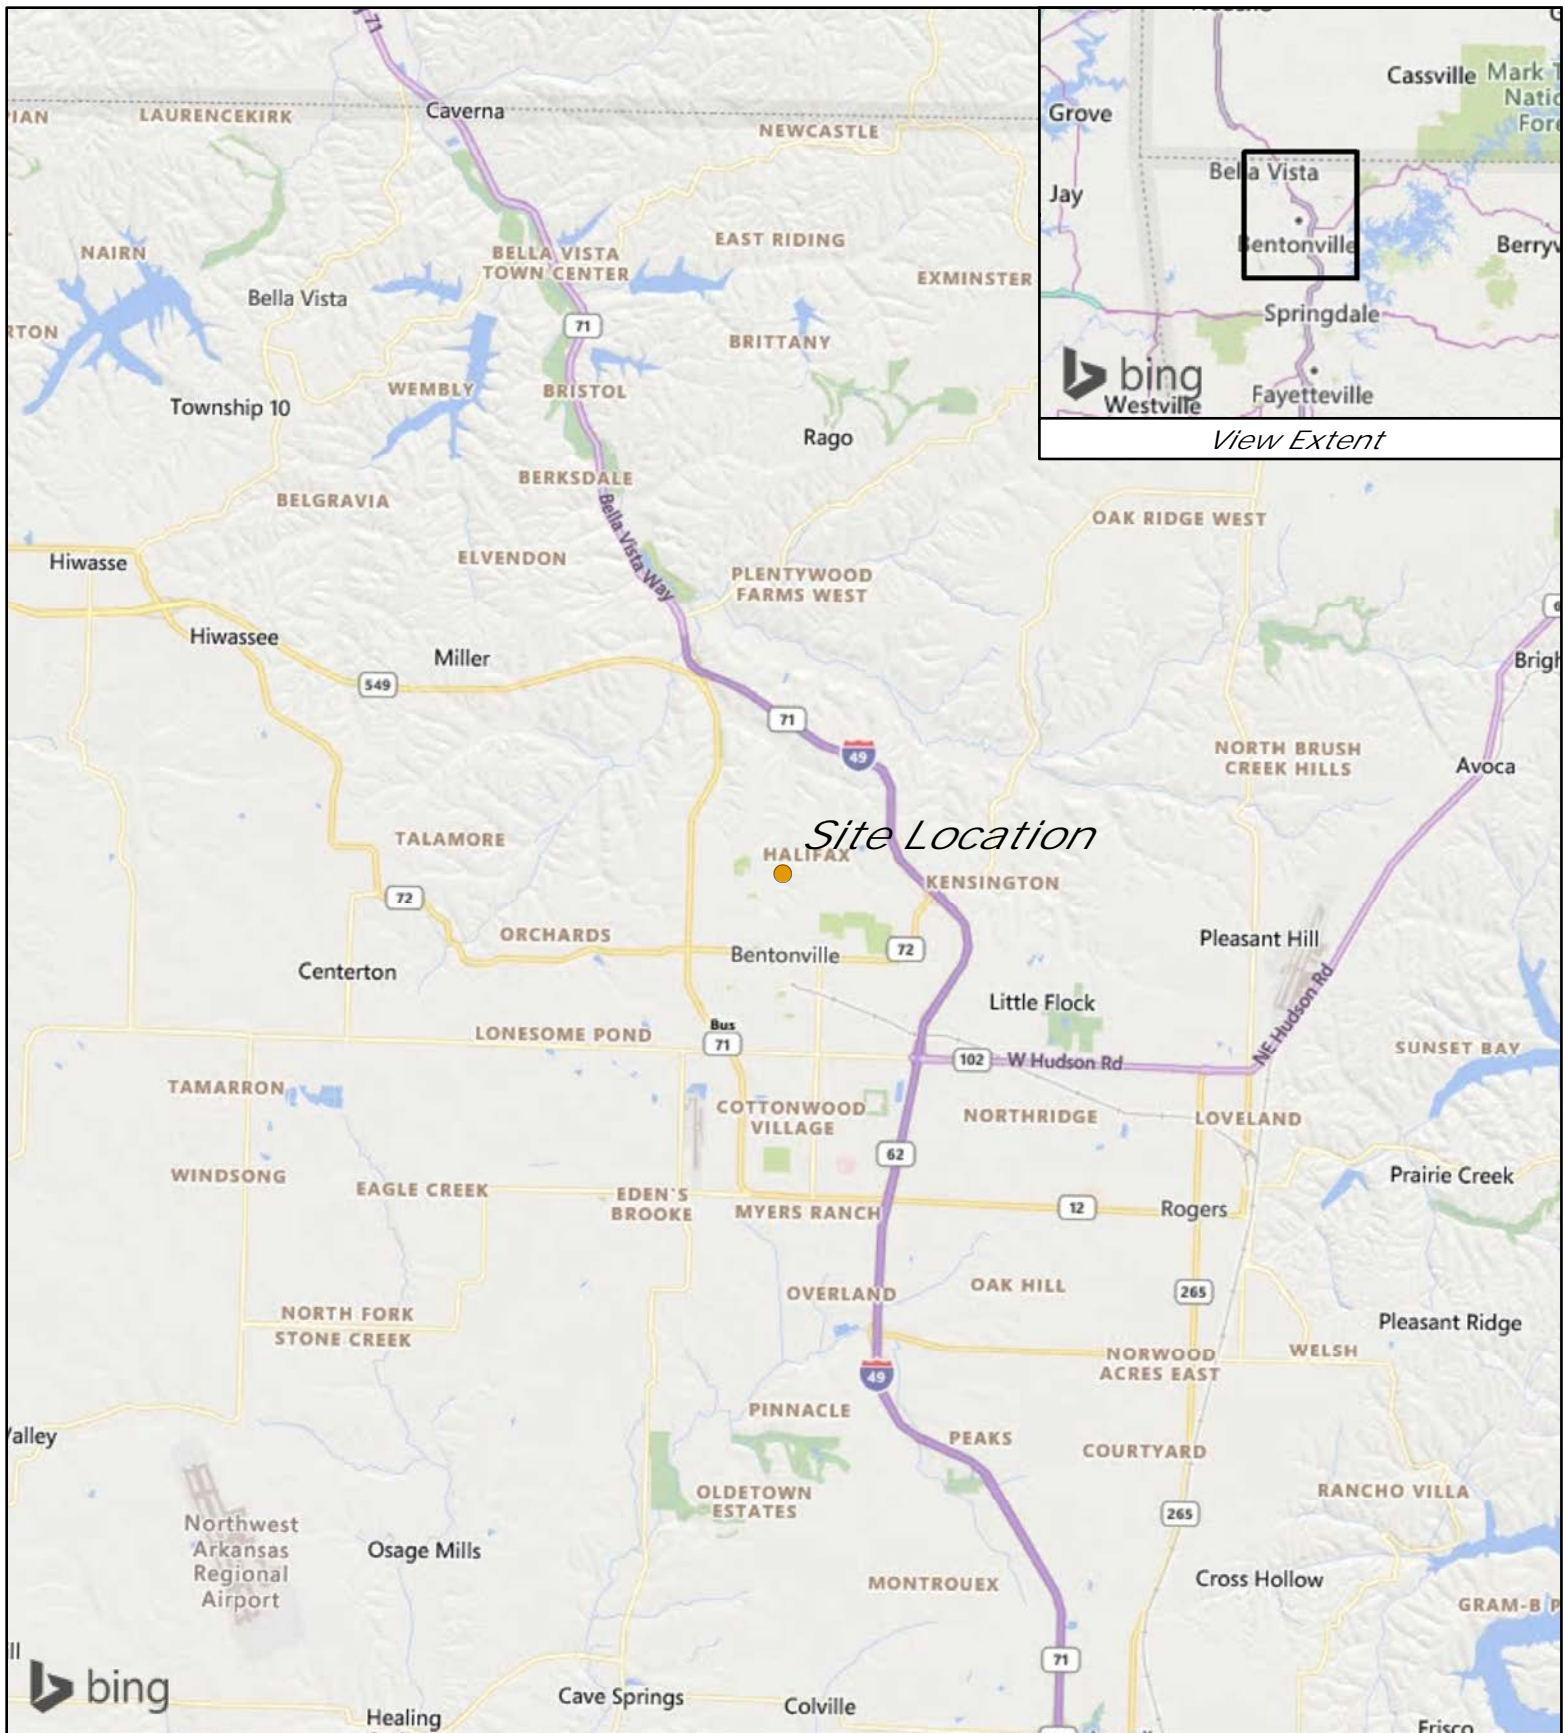 71
Caverna
LAURENCEKIRK
NEWCASTLE
NAIRN
BELLA VISTA
TOWN CENTER
EAST RIDING
EXMINSTER
Bella Vista
71
BRITTANY
WEMBLY
BRISTOL
Township 10
Rago
BERKSDALE
BELGRAVIA
Bella Vista Way
ELVENDON
Hiwasse
PLENTYWOOD
FARMS WEST
OAK RIDGE WEST
Hiwassee
Miller
549
71
49
NORTH BRUSH
CREEK HILLS
Avoca
Site Location
HALIFAX
TALAMORE
KENSINGTON
72
ORCHARDS
Bentonville
72
Pleasant Hill
Centerton
Little Flock
LONESOME POND
Bus
71
102
W Hudson Rd
NE Hudson Rd
SUNSET BAY
TAMARRON
COTTONWOOD
VILLAGE
NORTHRIDGE
LOVELAND
62
WINDSONG
EAGLE CREEK
EDEN'S
BROOKE
MYERS RANCH
12
Rogers
Prairie Creek
OVERLAND
OAK HILL
265
NORTH FORK
STONE CREEK
Pleasant Ridge
NORWOOD
ACRES EAST
WELSH
49
PINNACLE
PEAKS
COURTYARD
OLDETOWN
ESTATES
RANCHO VILLA
265
Northwest
Arkansas
Regional
Airport
Osage Mills
Cross Hollow
MONTROUEX
GRAM-B P
71
bing
Cave Springs
Colville
Healing
Frisco
Cassville
Mark T
Natio
Fore
Grove
Bella Vista
Jay
Bentonville
Berryv
Springdale
bing
Westville
Fayetteville
View Extent